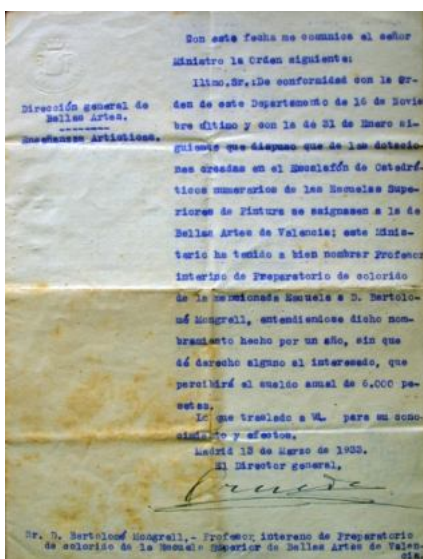 Con este fecha me comunica el señor
Ministro la Orden siguiente:
Iltmo.Sr.:De conformidad con la Or-
den de este Departamento de 16 de Noviem
bre último y con la de 31 de Enero si-
guiente que dispuso que de las dotacio-
nes creadas en el Escalafón de Catedrá-
ticos numerarios de las Escuelas Supe-
riores de Pintura se asignasen a la de
Bellas Artes de Valencia; este Minis-
terio ha tenido a bien nombrar Profesor
interino de Preparatorio de colorido
de la mencionada Escuela a D. Bartolo-
mé Mongrell, entendiendose dicho nom-
bramiento hecho por un año, sin que
dé derecho alguno al interesado, que
percibirá el sueldo anual de 6.000 pe-
setas.
Lo que traslado a para su cono-
cimiento y efectos.
Madrid 13 de Marzo de 1933.
El Director general,
Dirección general de
Bellas Artes.
--------
Enseñanzas Artisticas.
Sr. D. Bartolomé Mongrell,- Profesor intereno de Preparatorio
de colorido de la Escuela Superior de Bellas Artes de Valen-
cia.